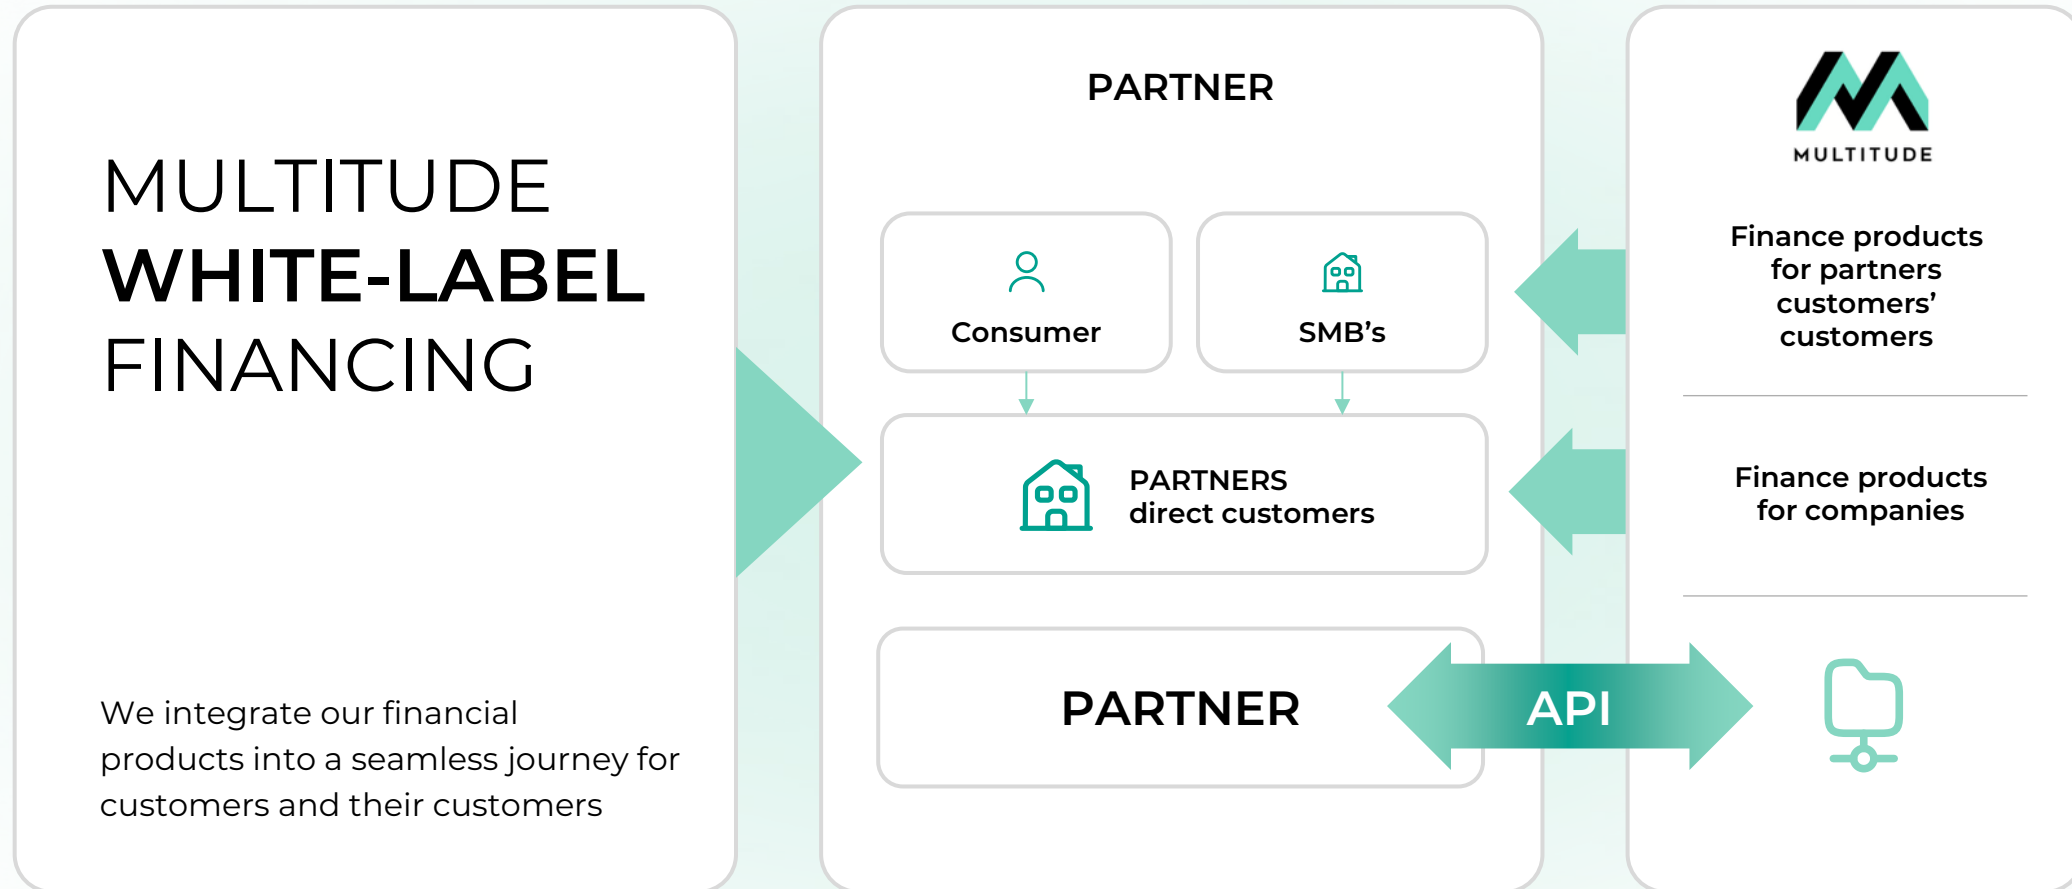 MULTITUDE
WHITE-LABEL
FINANCING
We integrate our financial
products into a seamless journey for
customers and their customers
PARTNER
Consumer
SMB’s
PARTNERS
direct customers
PARTNER
API
MULTITUDE
Finance products
for partners
customers’
customers
Finance products
for companies